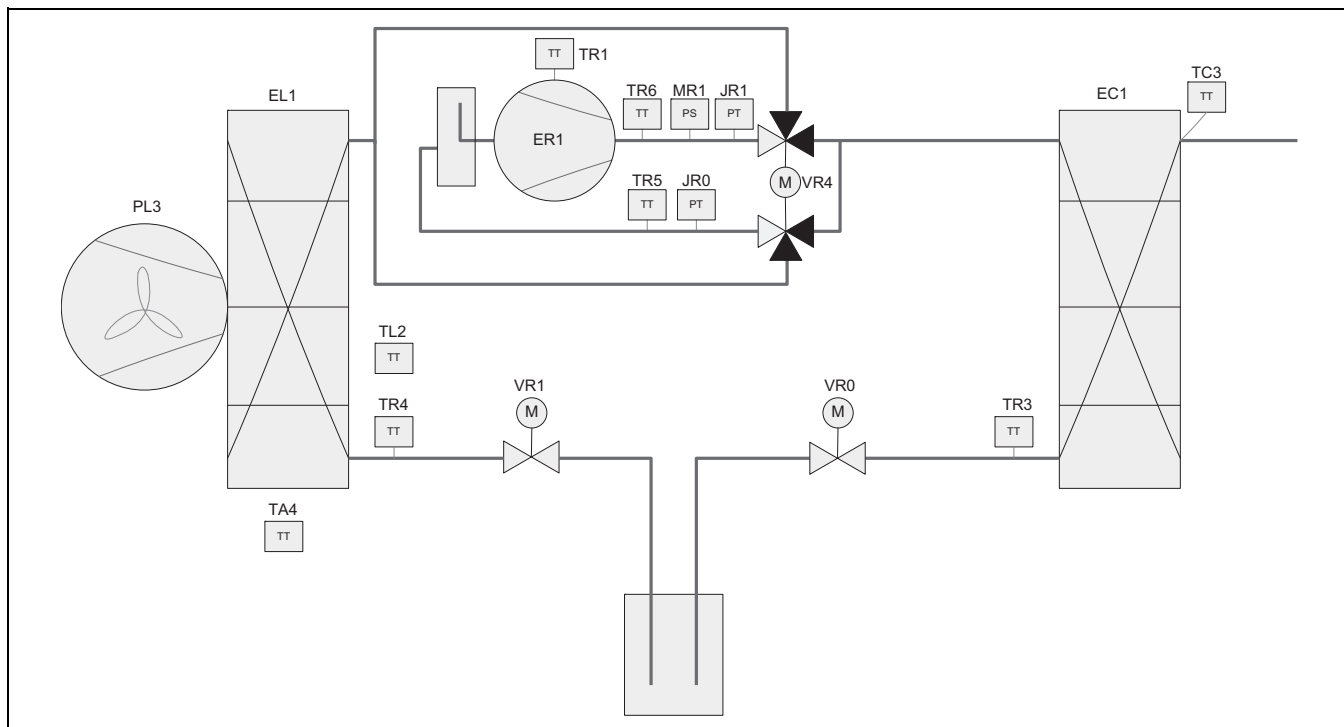 TT TR1
TC3
TT
EL1
EC1
TR6 MR1 JR1
TT PS PT
ER1
TR5 JR0
M VR4
TT PT
PL3
TL2
TT
VR1
M
VR0
M
TR4
TT
TR3
TT
TA4
TT